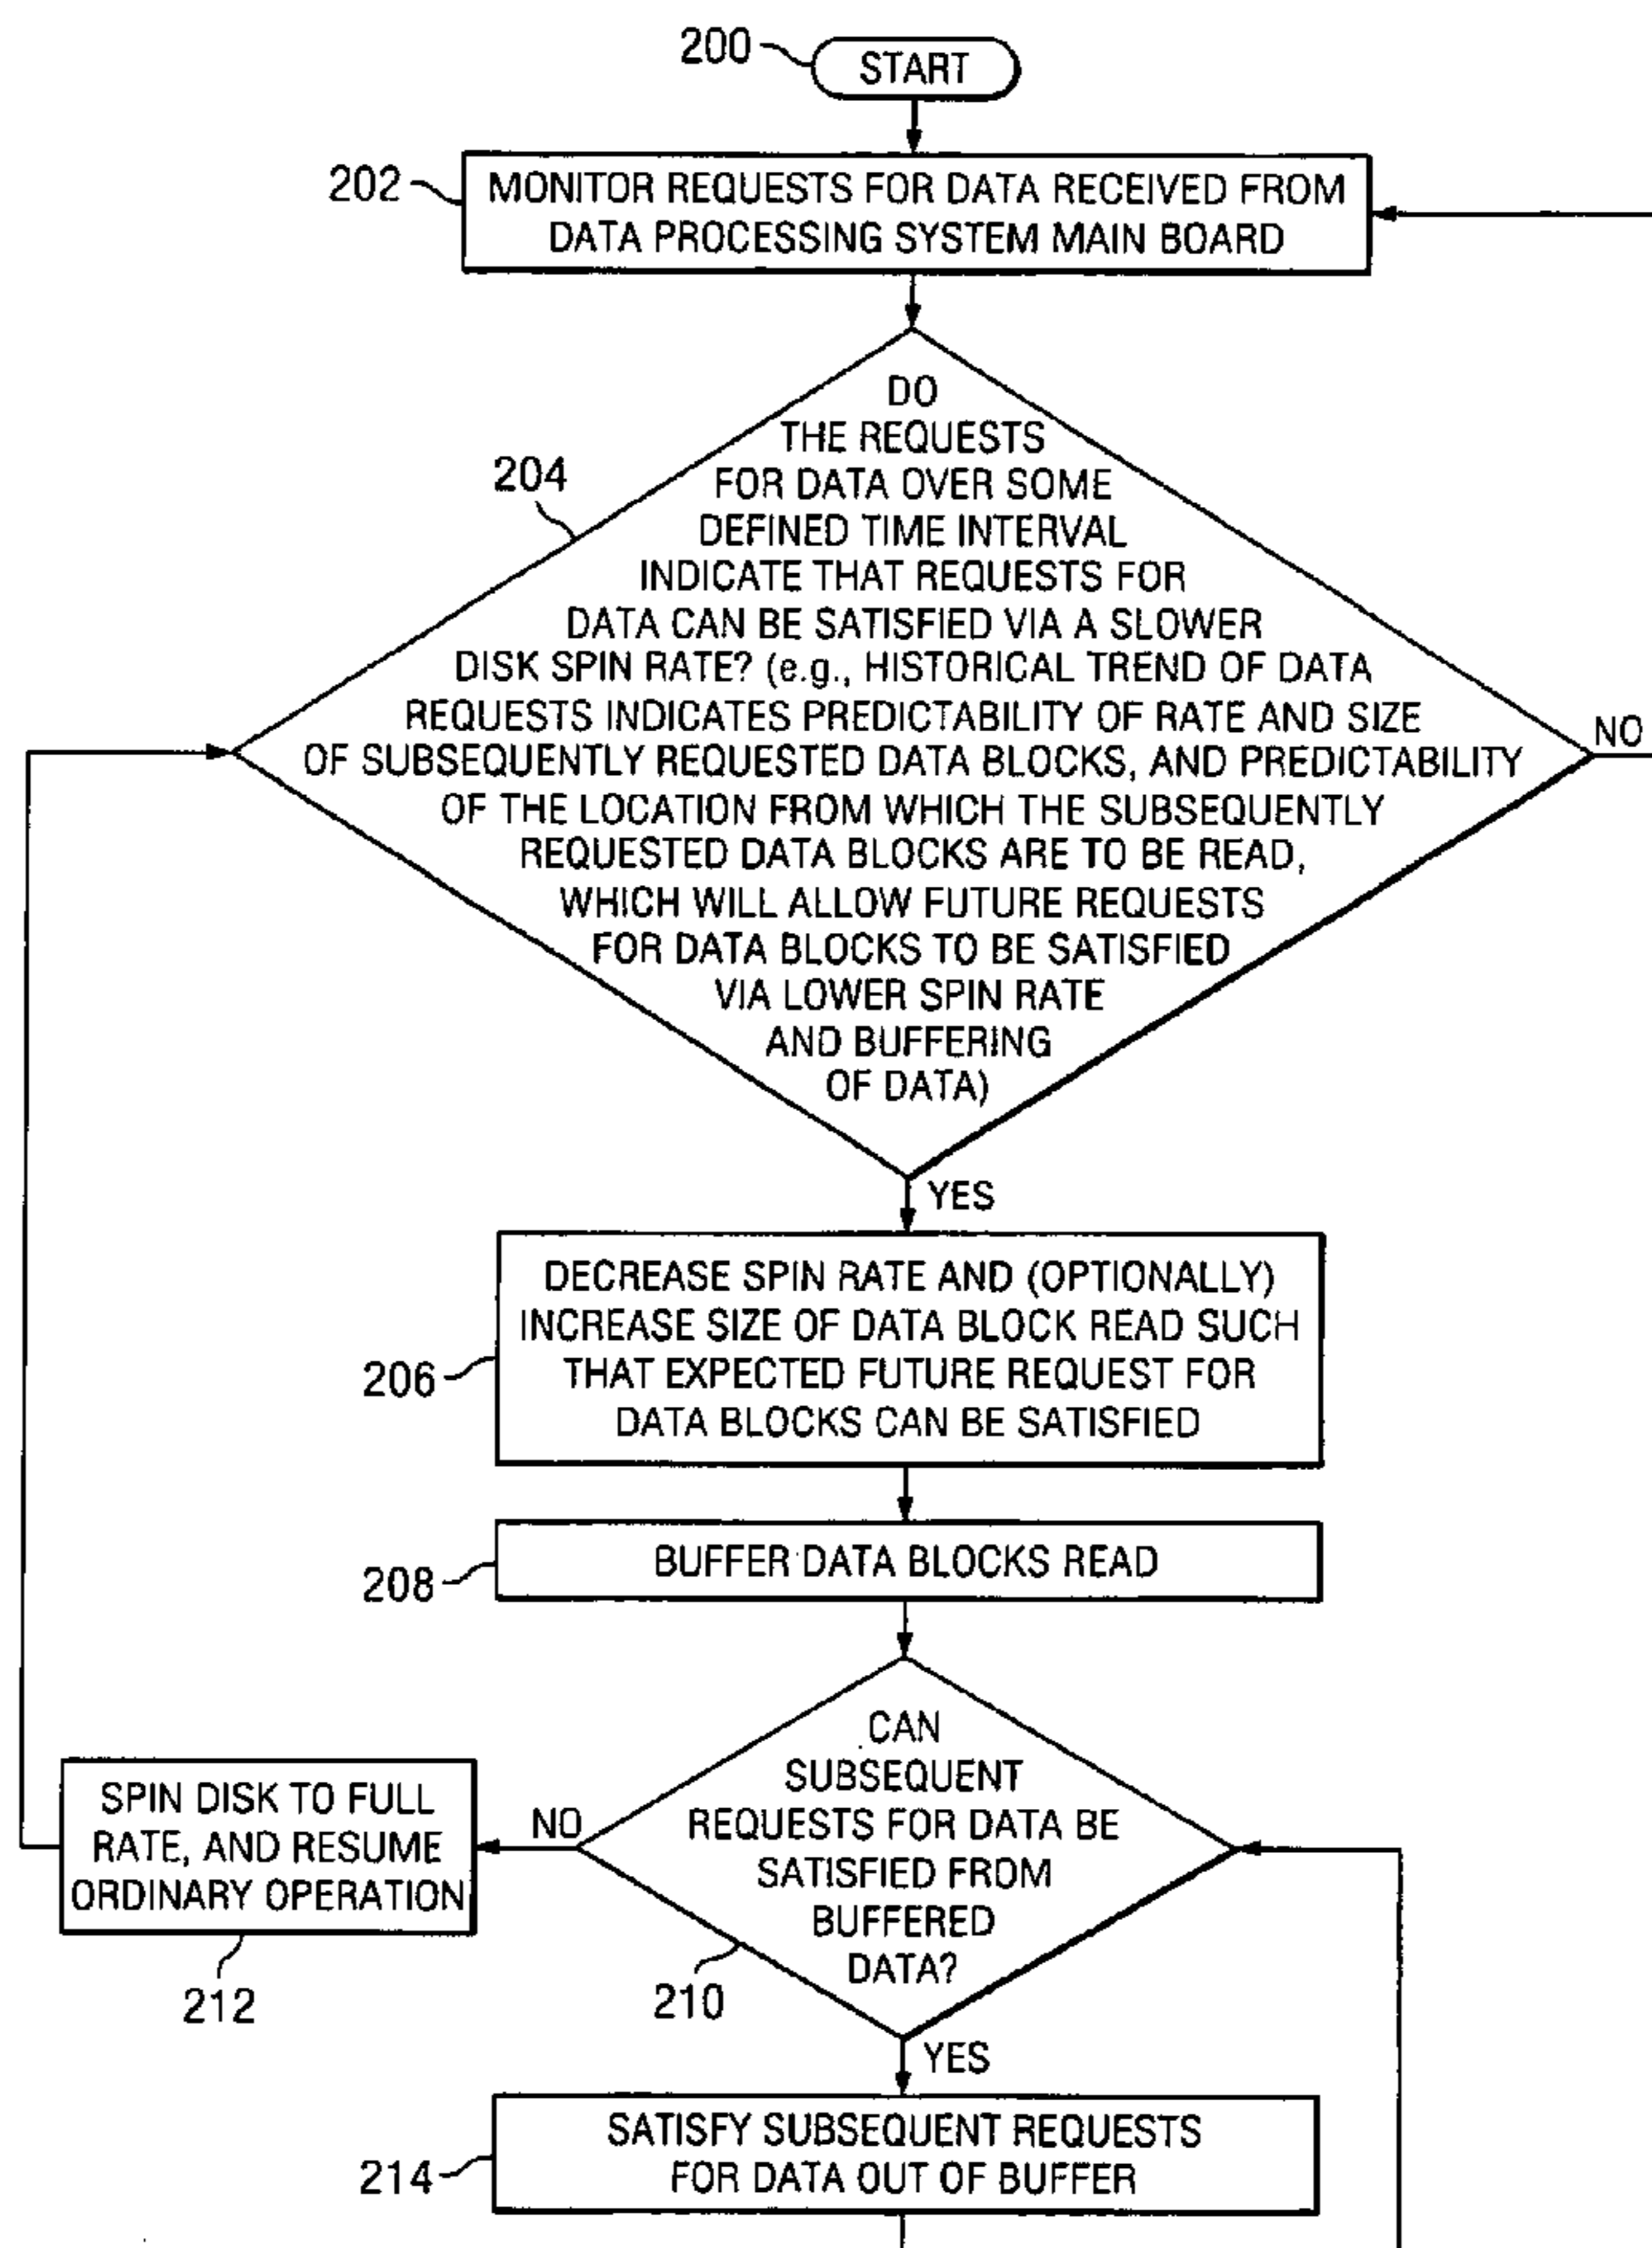 200
START
202
MONITOR REQUESTS FOR DATA RECEIVED FROM
DATA PROCESSING SYSTEM MAIN BOARD
204
DO
THE REQUESTS
FOR DATA OVER SOME
DEFINED TIME INTERVAL
INDICATE THAT REQUESTS FOR
DATA CAN BE SATISFIED VIA A SLOWER
DISK SPIN RATE? (e.g., HISTORICAL TREND OF DATA
REQUESTS INDICATES PREDICTABILITY OF RATE AND SIZE
OF SUBSEQUENTLY REQUESTED DATA BLOCKS, AND PREDICTABILITY
OF THE LOCATION FROM WHICH THE SUBSEQUENTLY
REQUESTED DATA BLOCKS ARE TO BE READ,
WHICH WILL ALLOW FUTURE REQUESTS
FOR DATA BLOCKS TO BE SATISFIED
VIA LOWER SPIN RATE
AND BUFFERING
OF DATA)
NO
YES
206
DECREASE SPIN RATE AND (OPTIONALLY)
INCREASE SIZE OF DATA BLOCK READ SUCH
THAT EXPECTED FUTURE REQUEST FOR
DATA BLOCKS CAN BE SATISFIED
208
BUFFER DATA BLOCKS READ
CAN
SUBSEQUENT
REQUESTS FOR DATA BE
SATISFIED FROM
BUFFERED
DATA?
210
NO
SPIN DISK TO FULL
RATE, AND RESUME
ORDINARY OPERATION
212
YES
214
SATISFY SUBSEQUENT REQUESTS
FOR DATA OUT OF BUFFER